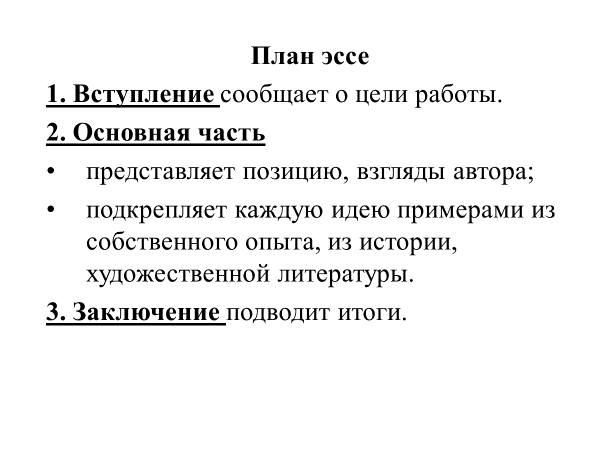 План эссе
1. Вступление сообщает о цели работы.
2. Основная часть
• представляет позицию, взгляды автора;
• подкрепляет каждую идею примерами из
собственного опыта, из истории,
художественной литературы.
3. Заключение подводит итоги.